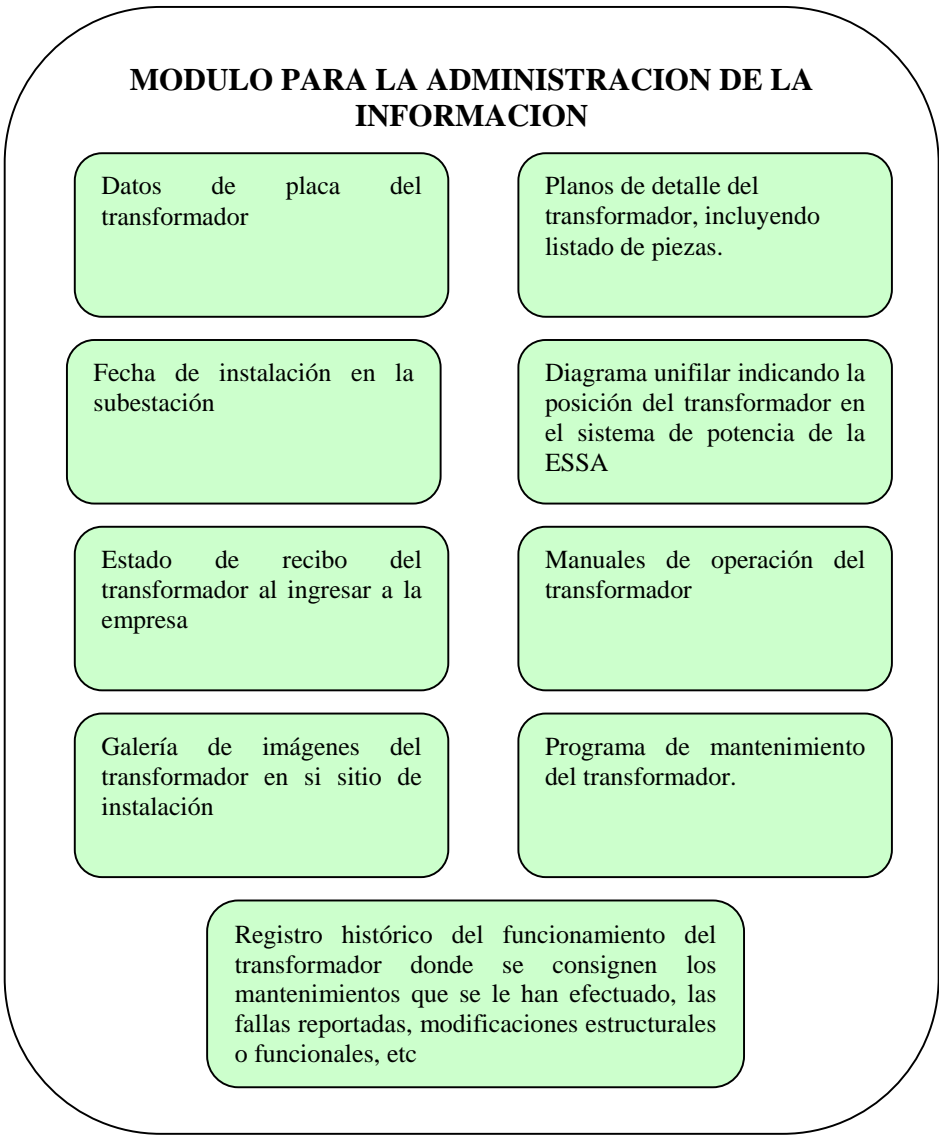 MODULO PARA LA ADMINISTRACION DE LA
INFORMACION
Datos de placa del
transformador
Planos de detalle del
transformador, incluyendo
listado de piezas.
Fecha de instalación en la
subestación
Diagrama unifilar indicando la
posición del transformador en
el sistema de potencia de la
ESSA
Estado de recibo del
transformador al ingresar a la
empresa
Manuales de operación del
transformador
Galería de imágenes del
transformador en si sitio de
instalación
Programa de mantenimiento
del transformador.
Registro histórico del funcionamiento del
transformador donde se consignen los
mantenimientos que se le han efectuado, las
fallas reportadas, modificaciones estructurales
o funcionales, etc